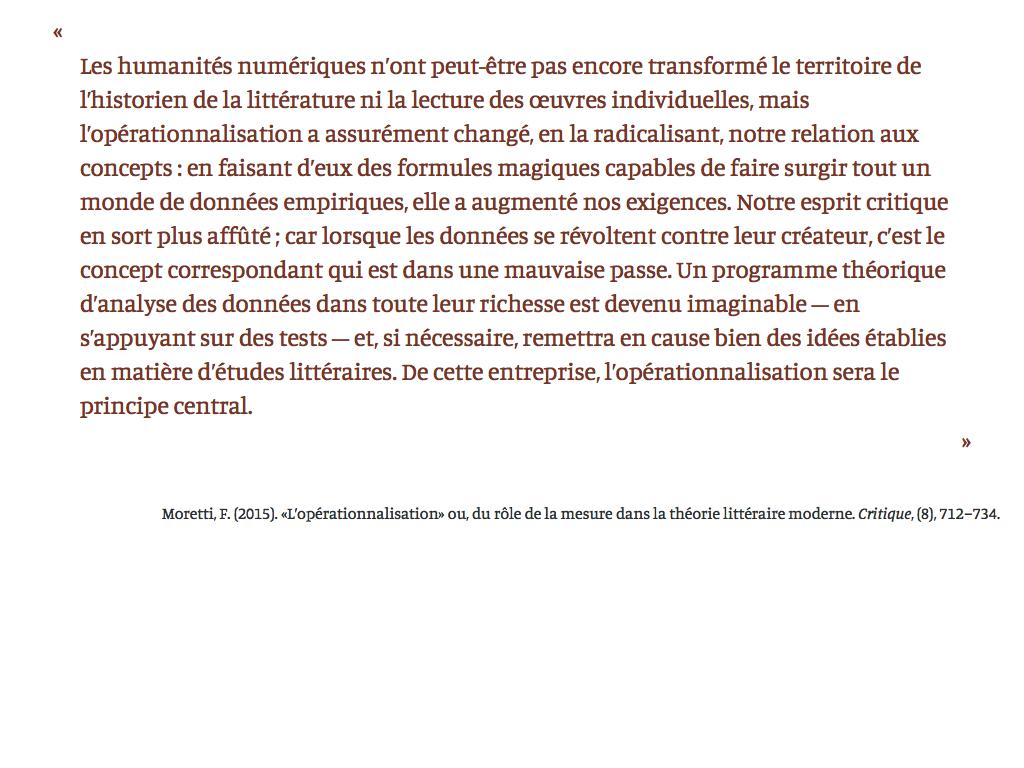 «
Les humanités numériques n’ont peut-être pas encore transformé le territoire de
l’historien de la littérature ni la lecture des œuvres individuelles, mais
l’opérationnalisation a assurément changé, en la radicalisant, notre relation aux
concepts : en faisant d’eux des formules magiques capables de faire surgir tout un
monde de données empiriques, elle a augmenté nos exigences. Notre esprit critique
en sort plus affûté ; car lorsque les données se révoltent contre leur créateur, c’est le
concept correspondant qui est dans une mauvaise passe. Un programme théorique
d’analyse des données dans toute leur richesse est devenu imaginable — en
s’appuyant sur des tests — et, si nécessaire, remettra en cause bien des idées établies
en matière d’études littéraires. De cette entreprise, l’opérationnalisation sera le
principe central.
»
Moretti, F. (2015). «L’opérationnalisation» ou, du rôle de la mesure dans la théorie littéraire moderne. Critique, (8), 712–734.